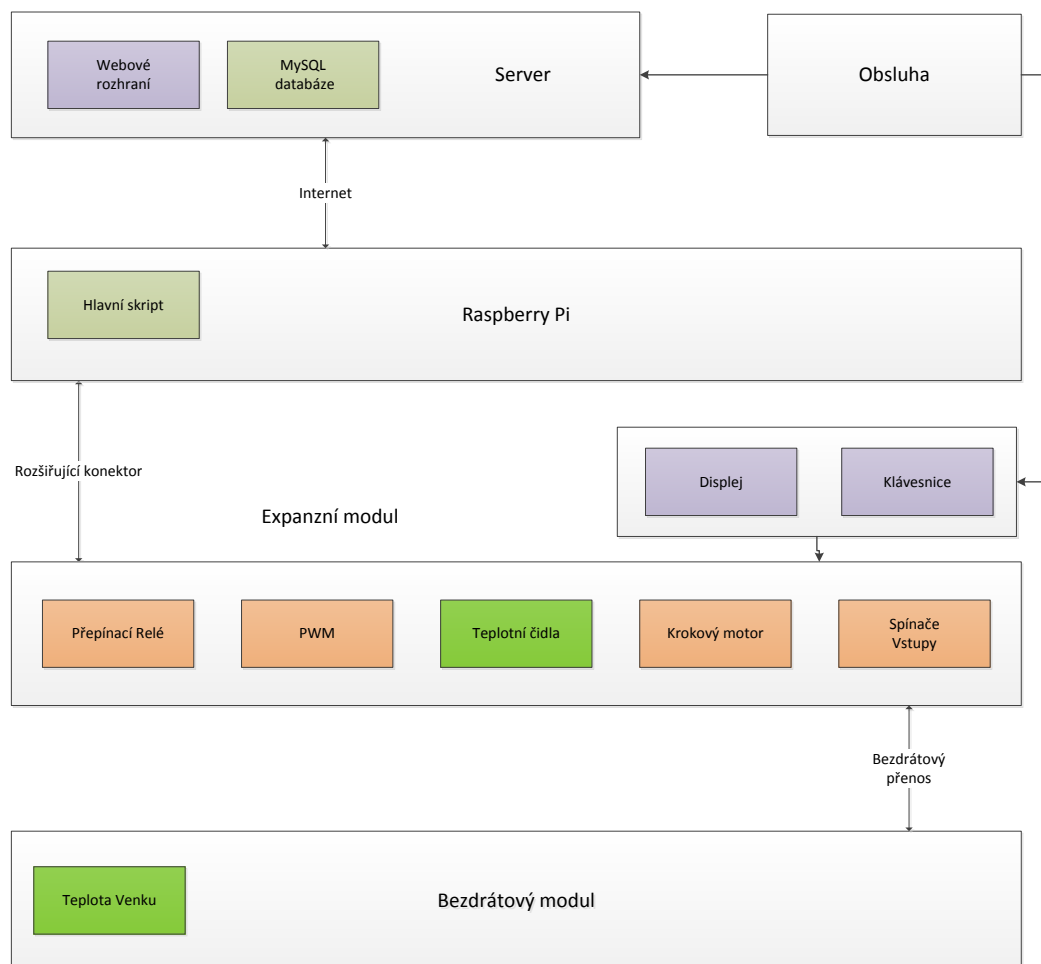 Webové
rozhraní
MySQL
databáze
Server
Obsluha
Internet
Hlavní skript
Raspberry Pi
Rozšiřující konektor
Displej
Klávesnice
Expanzní modul
Přepínací Relé
PWM
Teplotní čidla
Krokový motor
Spínače
Vstupy
Bezdrátový
přenos
Teplota Venku
Bezdrátový modul